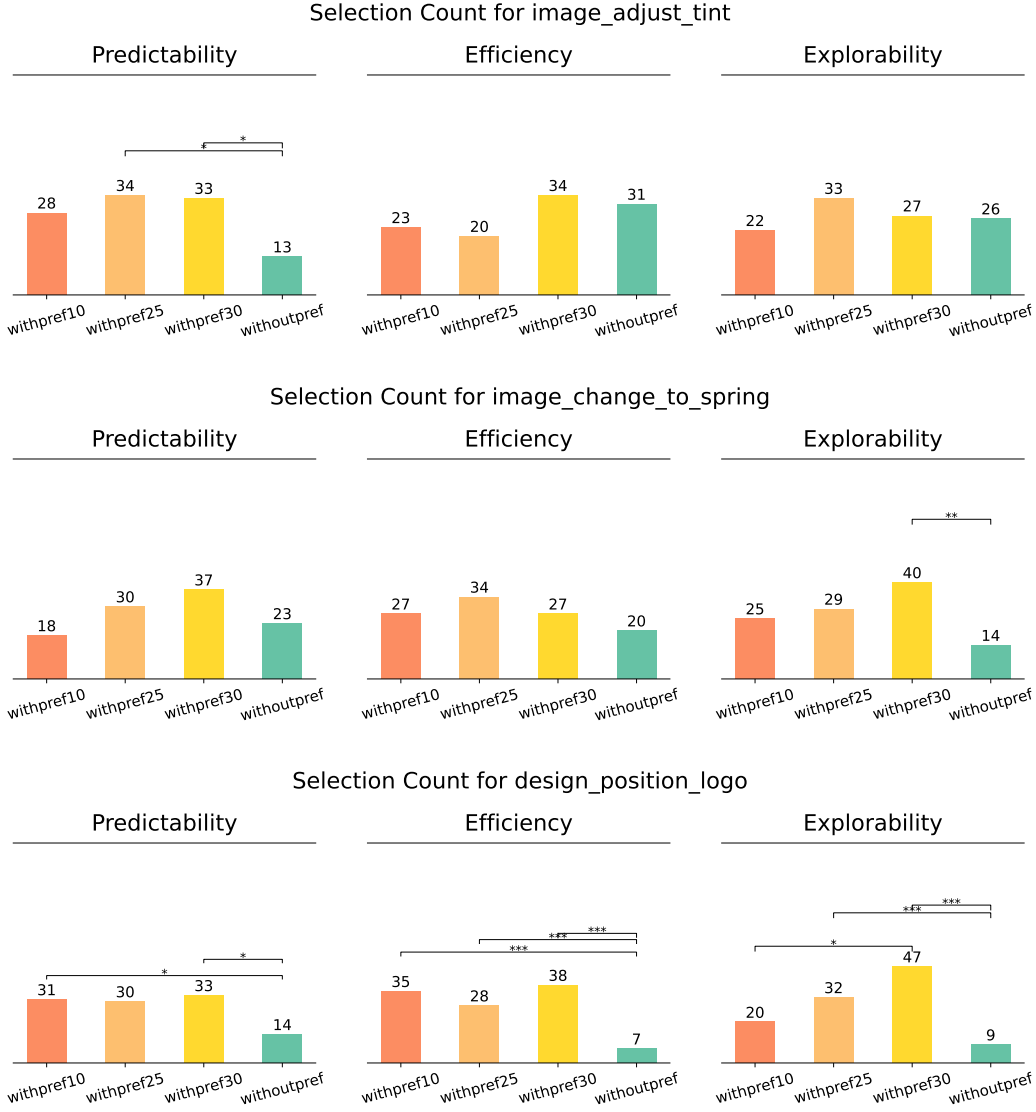 Selection Count for image_adjust_tint
Predictability Efficiency Explorability
* *
28 34 33 13
23 20 34 31
22 33 27 26
withpref10 withpref25 withpref30 withoutpref
withpref10 withpref25 withpref30 withoutpref
withpref10 withpref25 withpref30 withoutpref
Selection Count for image_change_to_spring
Predictability Efficiency Explorability
**
18 30 37 23
27 34 27 20
25 29 40 14
withpref10 withpref25 withpref30 withoutpref
withpref10 withpref25 withpref30 withoutpref
withpref10 withpref25 withpref30 withoutpref
Selection Count for design_position_logo
Predictability Efficiency Explorability
* *
*** *** ***
* *** ***
31 30 33 14
35 28 38 7
20 32 47 9
withpref10 withpref25 withpref30 withoutpref
withpref10 withpref25 withpref30 withoutpref
withpref10 withpref25 withpref30 withoutpref